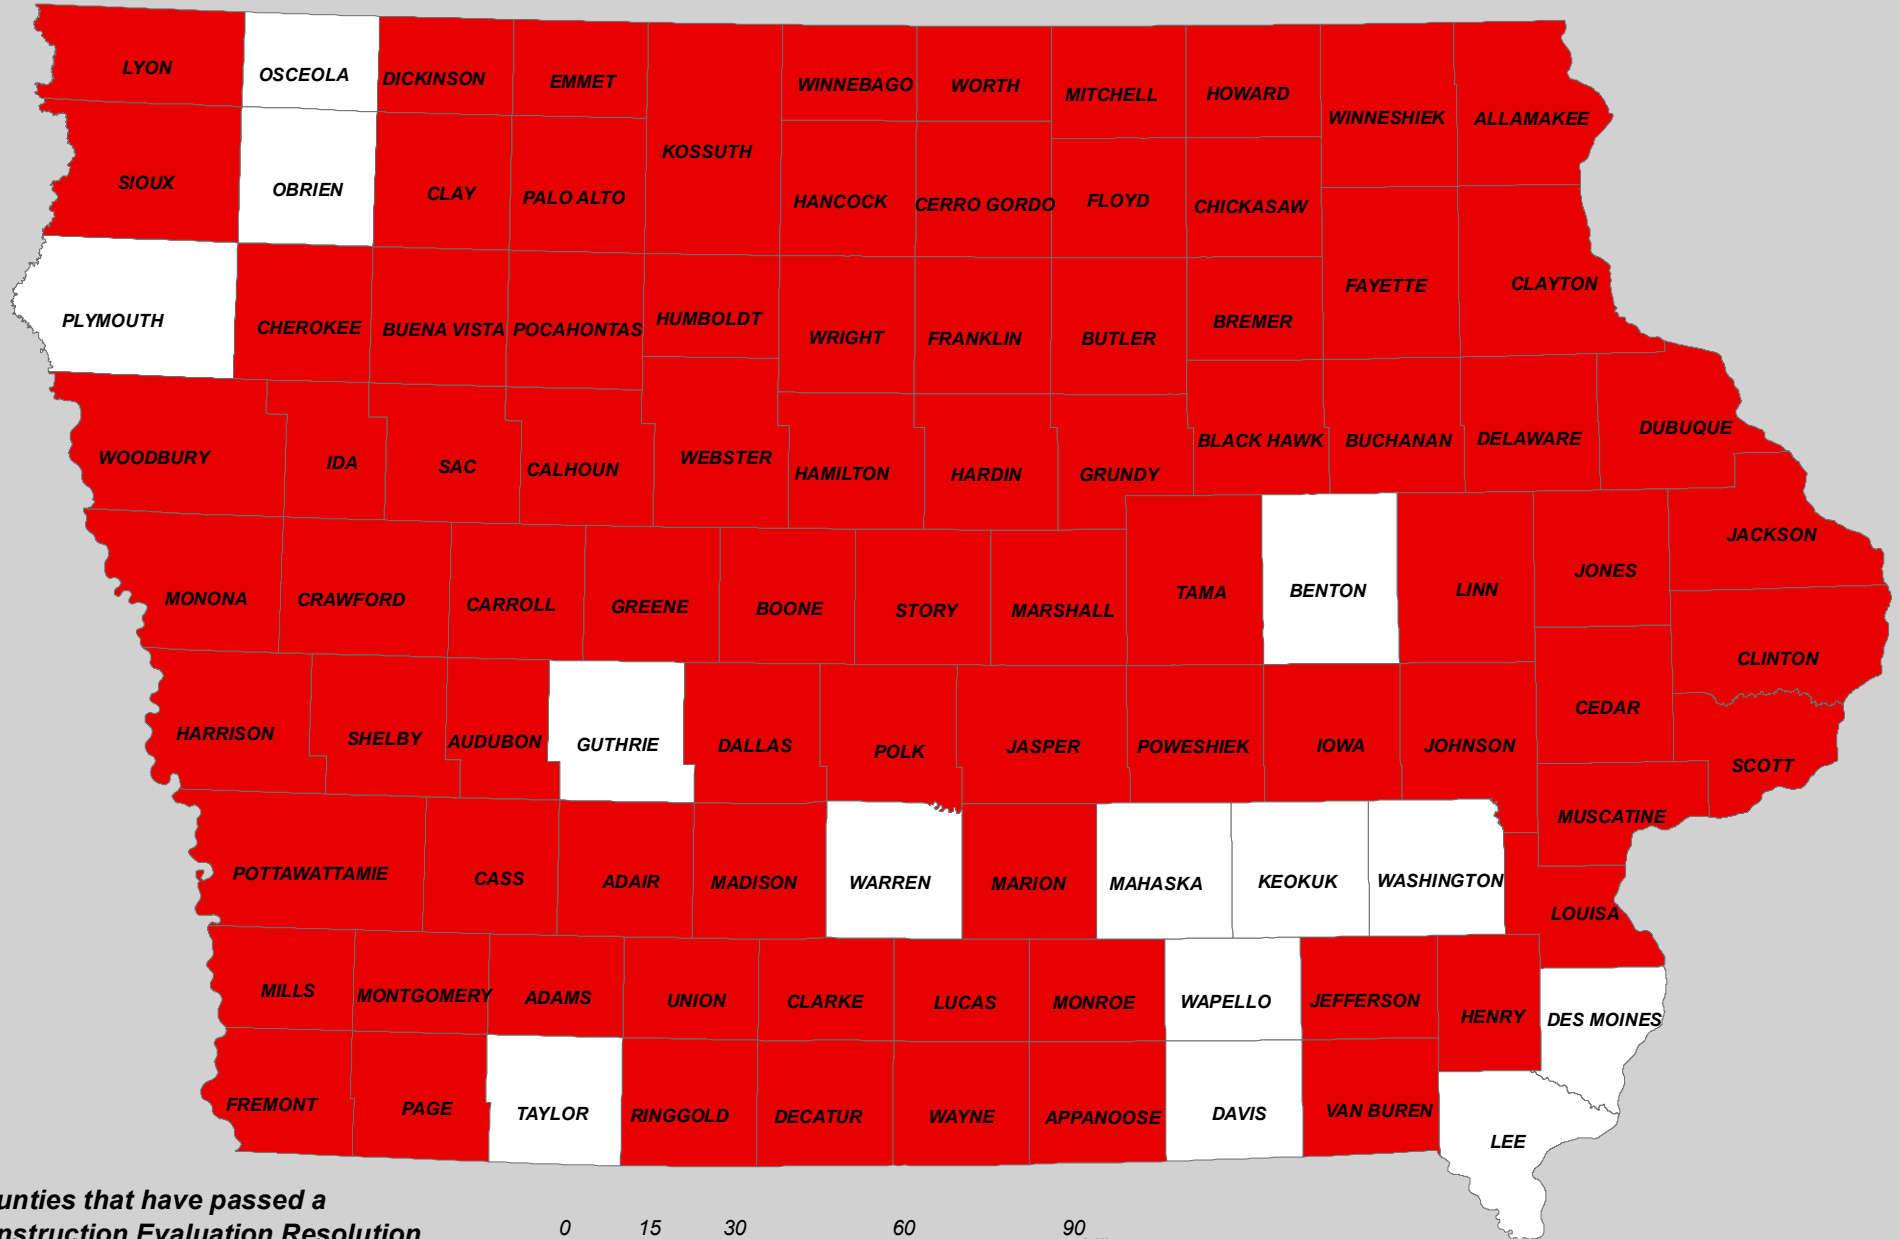 LYON
OSCEOLA
DICKINSON
EMMET
WINNEBAGO
WORTH
MITCHELL
HOWARD
WINNESHIEK
ALLAMAKEE
KOSSUTH
SIOUX
OBRIEN
CLAY
PALO ALTO
HANCOCK
CERRO GORDO
FLOYD
CHICKASAW
FAYETTE
CLAYTON
PLYMOUTH
CHEROKEE
BUENA VISTA
POCAHONTAS
HUMBOLDT
WRIGHT
FRANKLIN
BUTLER
BREMER
WOODBURY
IDA
SAC
CALHOUN
WEBSTER
HAMILTON
HARDIN
GRUNDY
BLACK HAWK
BUCHANAN
DELAWARE
DUBUQUE
MONONA
CRAWFORD
CARROLL
GREENE
BOONE
STORY
MARSHALL
TAMA
BENTON
LINN
JONES
JACKSON
CLINTON
HARRISON
SHELBY
AUDUBON
GUTHRIE
DALLAS
POLK
JASPER
POWESHIEK
IOWA
JOHNSON
CEDAR
SCOTT
MUSCATINE
POTTAWATTAMIE
CASS
ADAIR
MADISON
WARREN
MARION
MAHASKA
KEOKUK
WASHINGTON
LOUISA
MILLS
MONTGOMERY
ADAMS
UNION
CLARKE
LUCAS
MONROE
WAPELLO
JEFFERSON
HENRY
DES MOINES
FREMONT
PAGE
TAYLOR
RINGGOLD
DECATUR
WAYNE
APPANOOSE
DAVIS
VAN BUREN
LEE
unties that have passed a
nstruction Evaluation Resolution
0 15 30 60 90